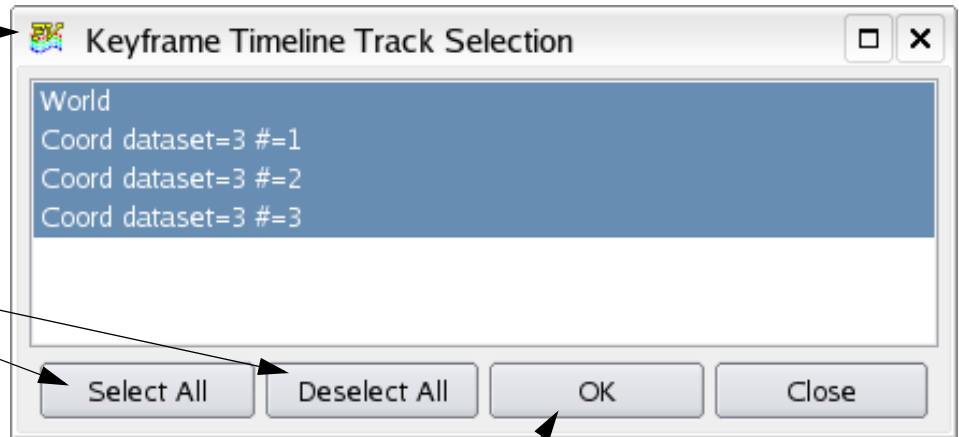 Keyframe Timeline Track Selection
World
Coord dataset=3 #=1
Coord dataset=3 #=2
Coord dataset=3 #=3
Select All Deselect All OK Close